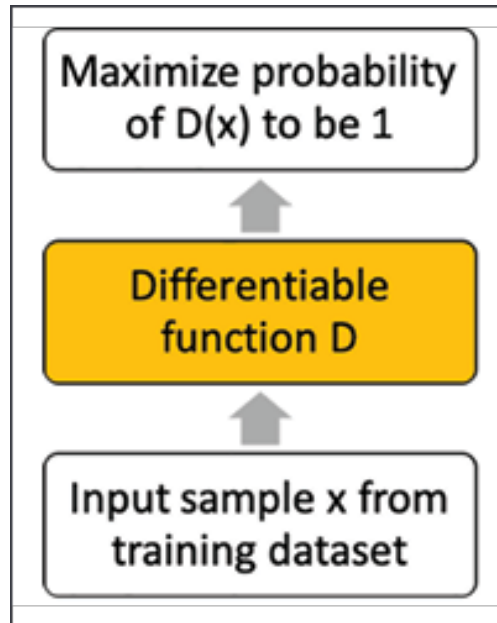 Maximize probability
of D(x) to be 1
Differentiable
function D
Input sample x from
training dataset